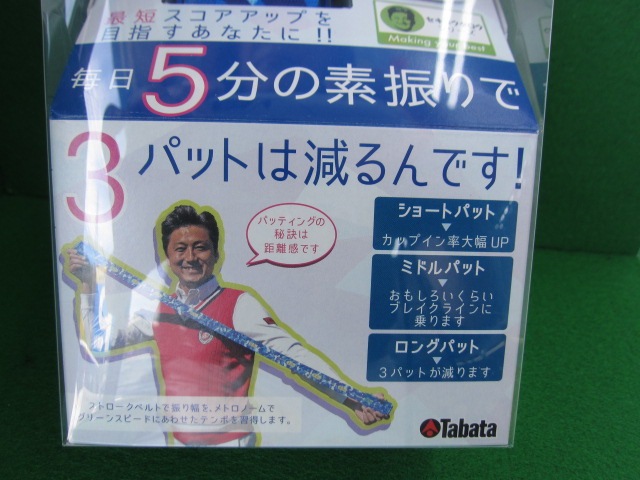 最短スコアアップを
目指すあなたに!!
Making your best
毎日5分の素振りで
3パットは減るんです!
パッティングの
秘訣は
距離感です
ショートパット
カップイン率大幅UP
ミドルパット
おもしろいくらい
ブレイクラインに
乗ります
ロングパット
3パットが減ります
ストロークベルトで振り幅を、メトロノームで
グリーンスピードにあわせたテンポを習得します。
Tabata